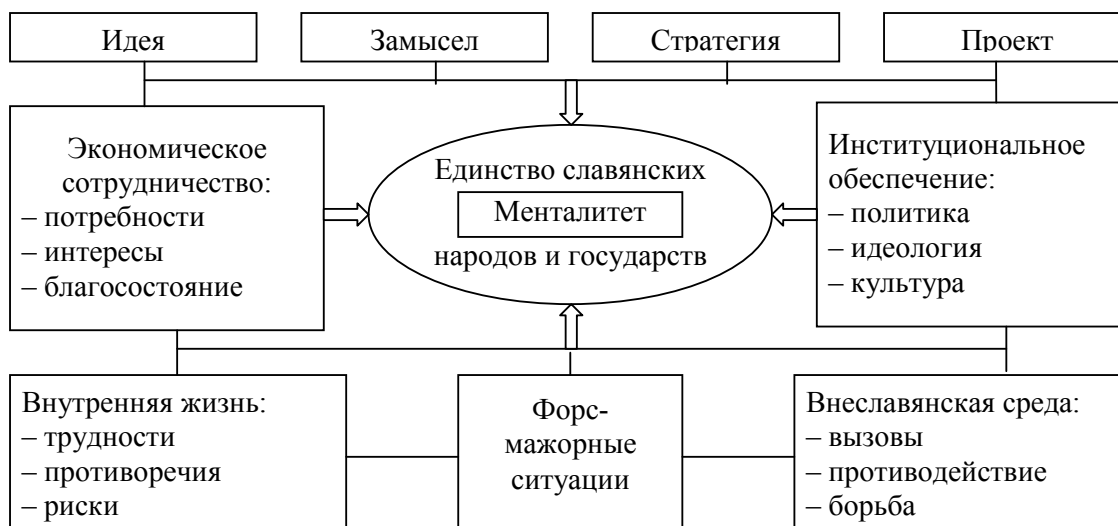 Идея
Замысел
Стратегия
Проект
Экономическое
сотрудничество:
– потребности
– интересы
– благосостояние
Единство славянских
Менталитет
народов и государств
Институциональное
обеспечение:
– политика
– идеология
– культура
Внутренняя жизнь:
– трудности
– противоречия
– риски
Форс-
мажорные
ситуации
Внеславянская среда:
– вызовы
– противодействие
– борьба